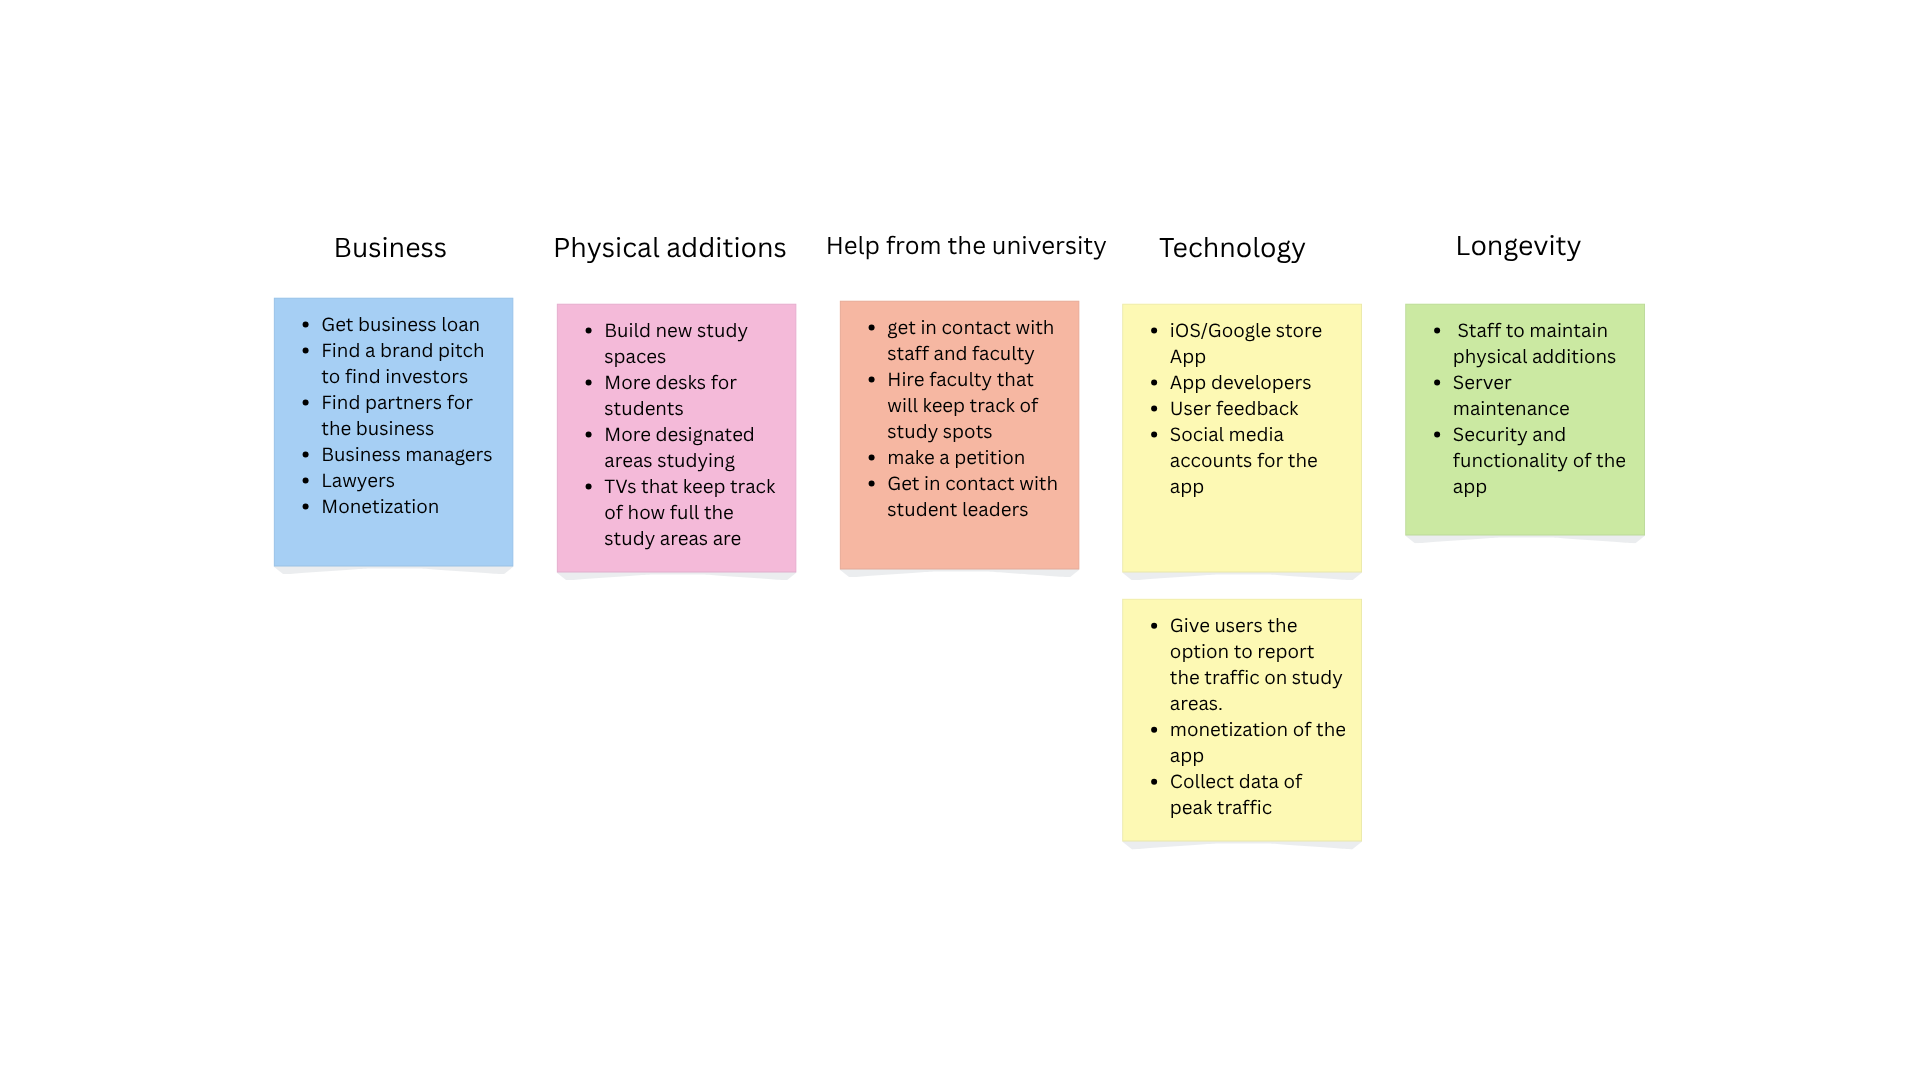 Business
• Get business loan
• Find a brand pitch
to find investors
• Find partners for
the business
• Business managers
• Lawyers
• Monetization
Physical additions
• Build new study
spaces
• More desks for
students
• More designated
areas studying
• TVs that keep track
of how full the
study areas are
Help from the university
• get in contact with
staff and faculty
• Hire faculty that
will keep track of
study spots
• make a petition
• Get in contact with
student leaders
Technology
• iOS/Google store
App
• App developers
• User feedback
• Social media
accounts for the
app
• Give users the
option to report
the traffic on study
areas.
• monetization of the
app
• Collect data of
peak traffic
Longevity
• Staff to maintain
physical additions
• Server
maintenance
• Security and
functionality of the
app